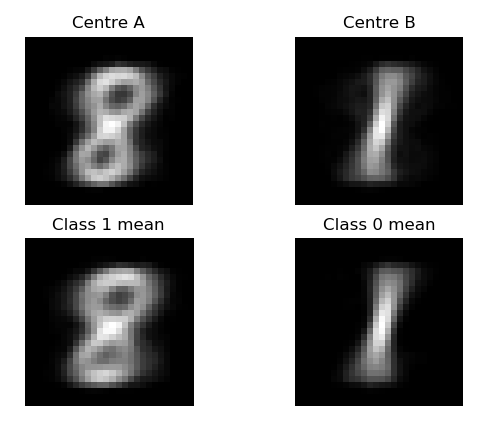 Centre A
Centre B
Class 1 mean
Class 0 mean